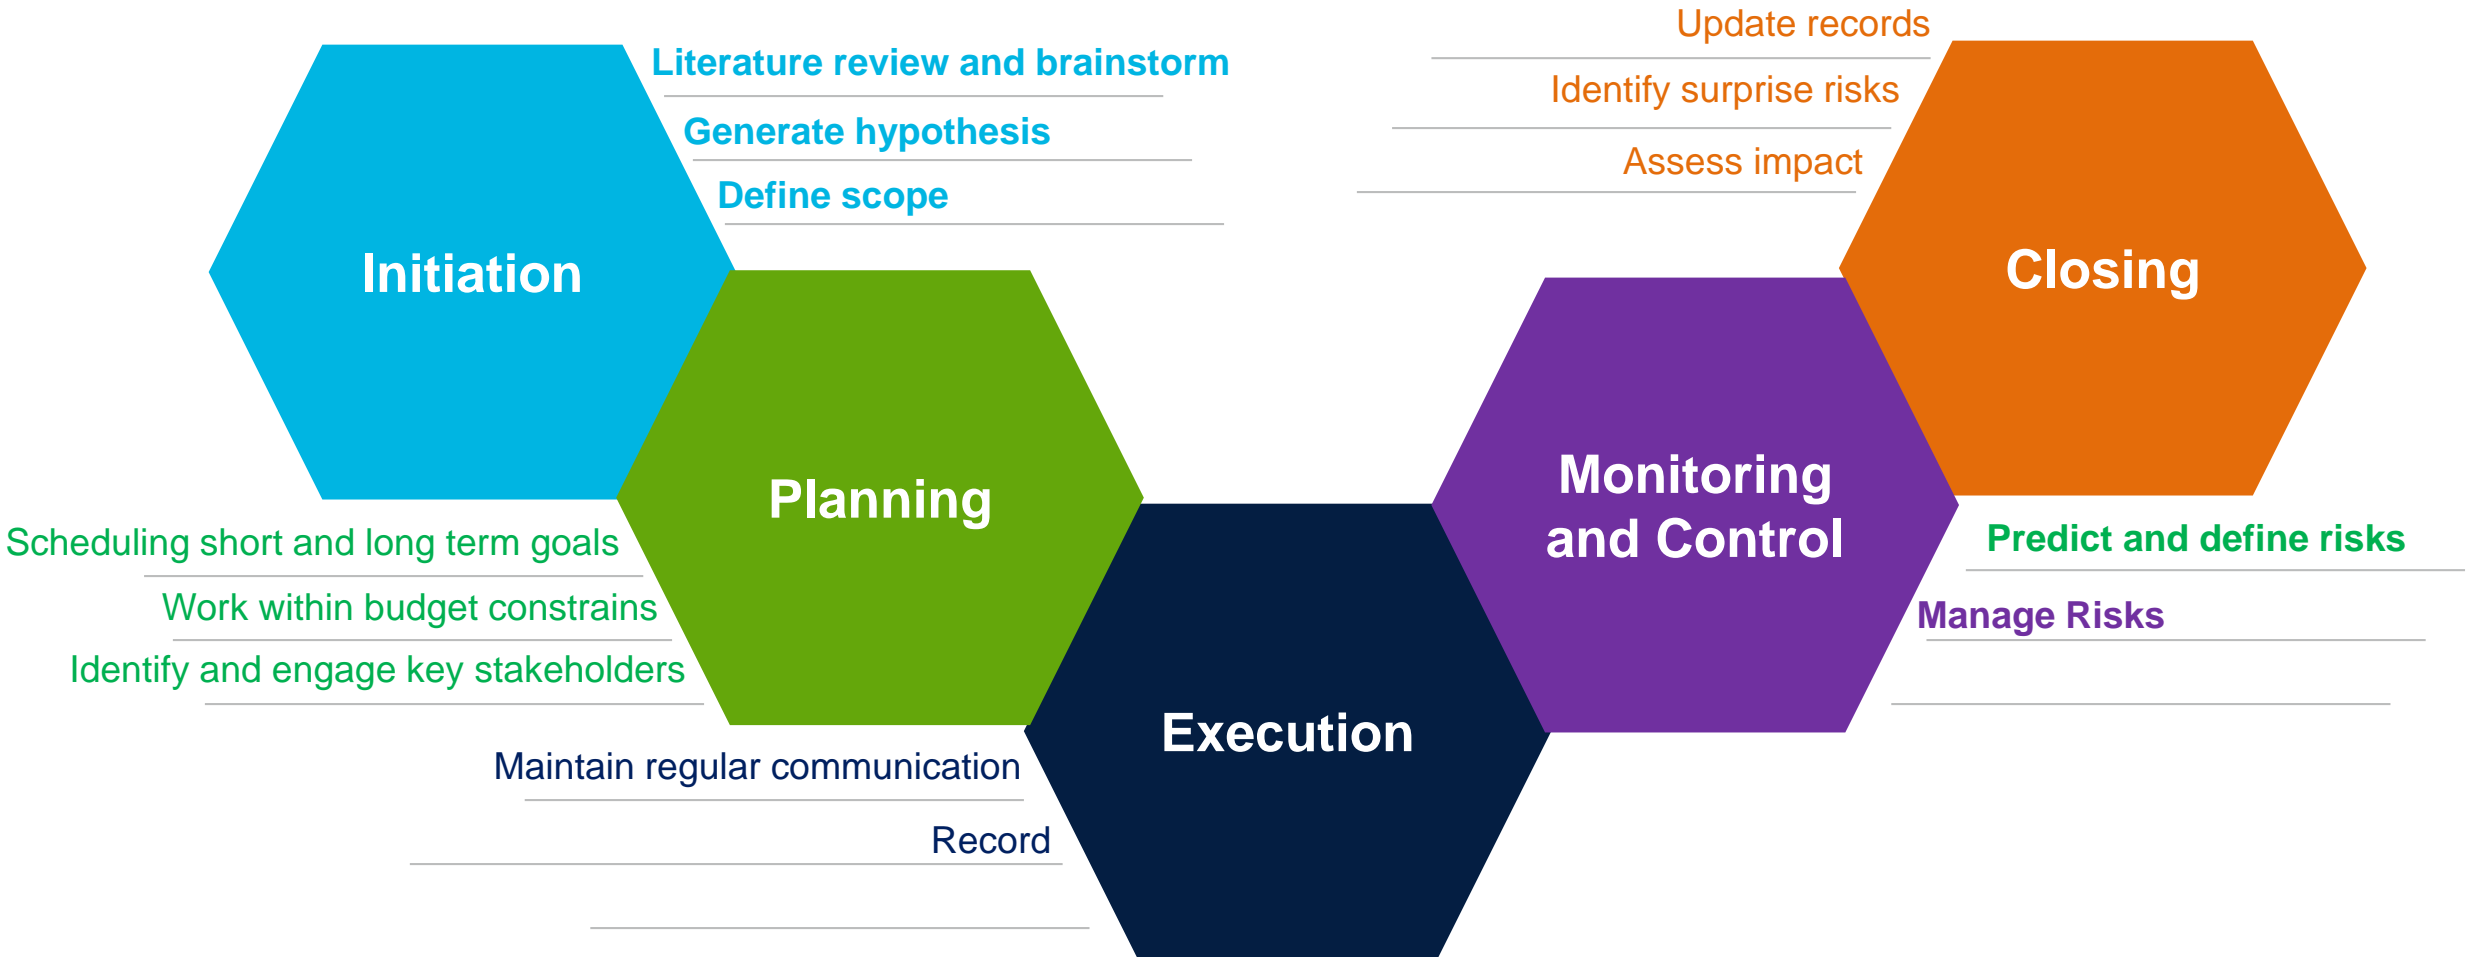 Initiation
Literature review and brainstorm
Generate hypothesis
Define scope
Planning
Scheduling short and long term goals
Work within budget constrains
Identify and engage key stakeholders
Execution
Maintain regular communication
Record
Monitoring
and Control
Predict and define risks
Manage Risks
Closing
Update records
Identify surprise risks
Assess impact